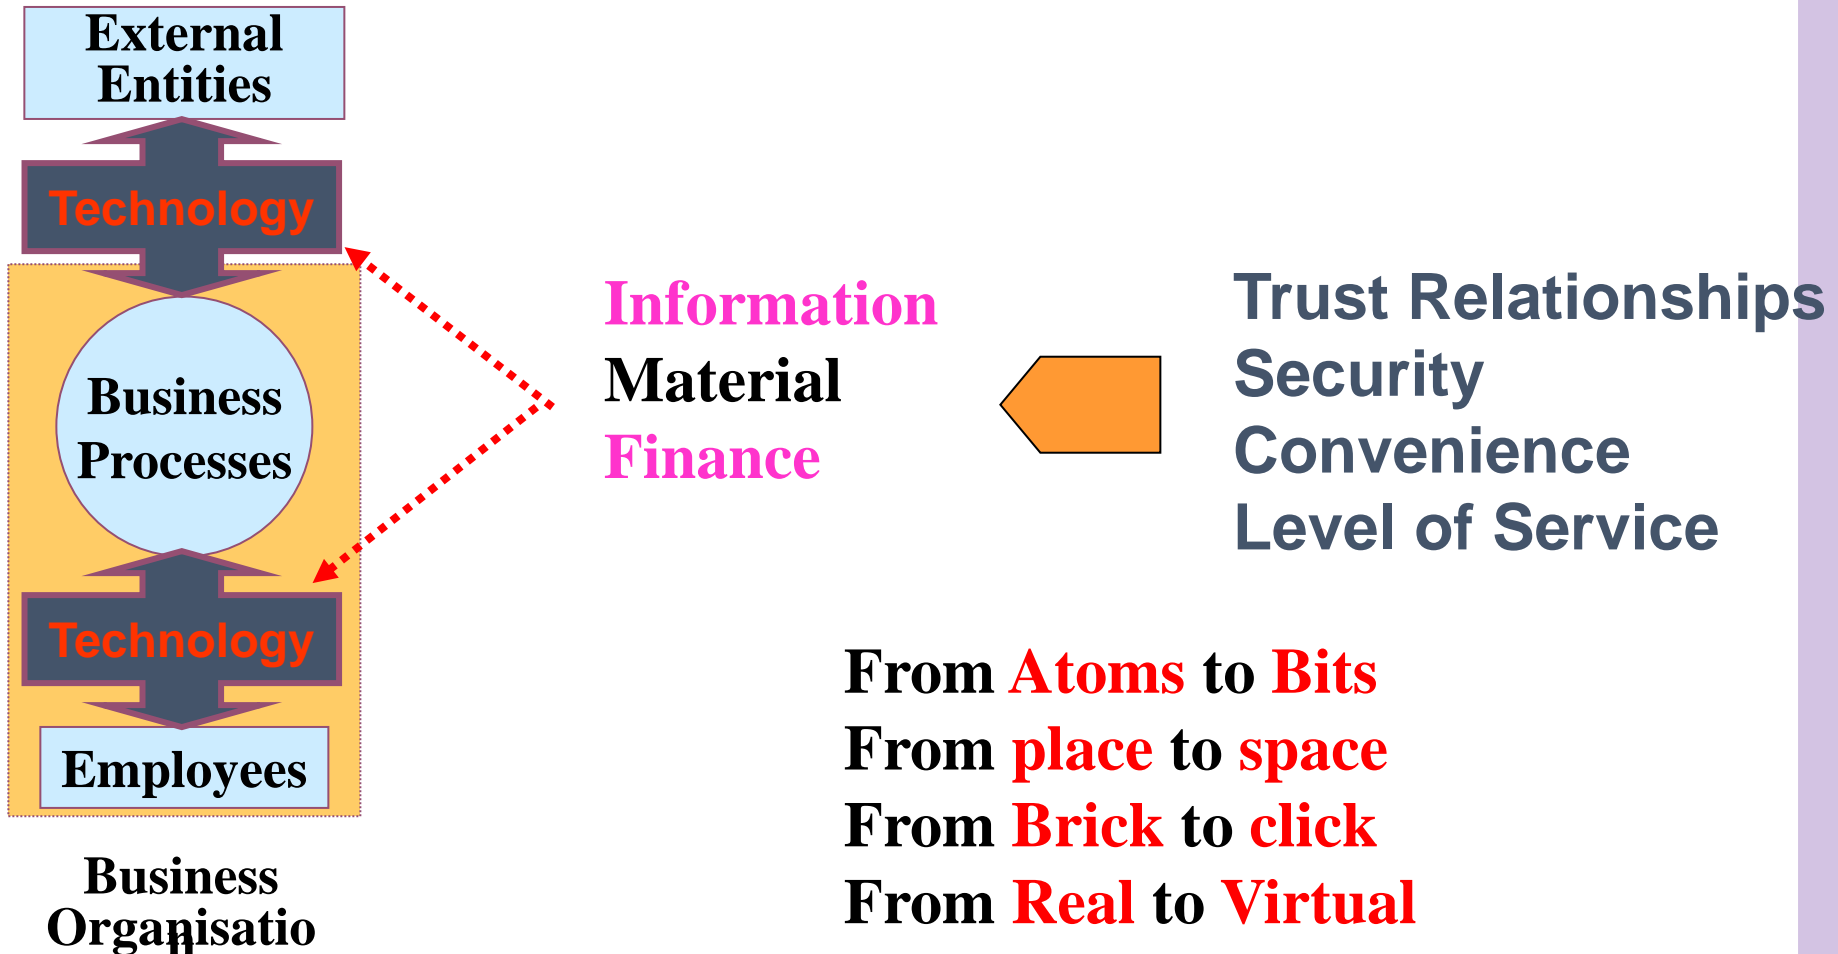 External
Entities
Technology
Business
Processes
Technology
Employees
Business
Organisatio
n
Information
Material
Finance
Trust Relationships
Security
Convenience
Level of Service
From Atoms to Bits
From place to space
From Brick to click
From Real to Virtual